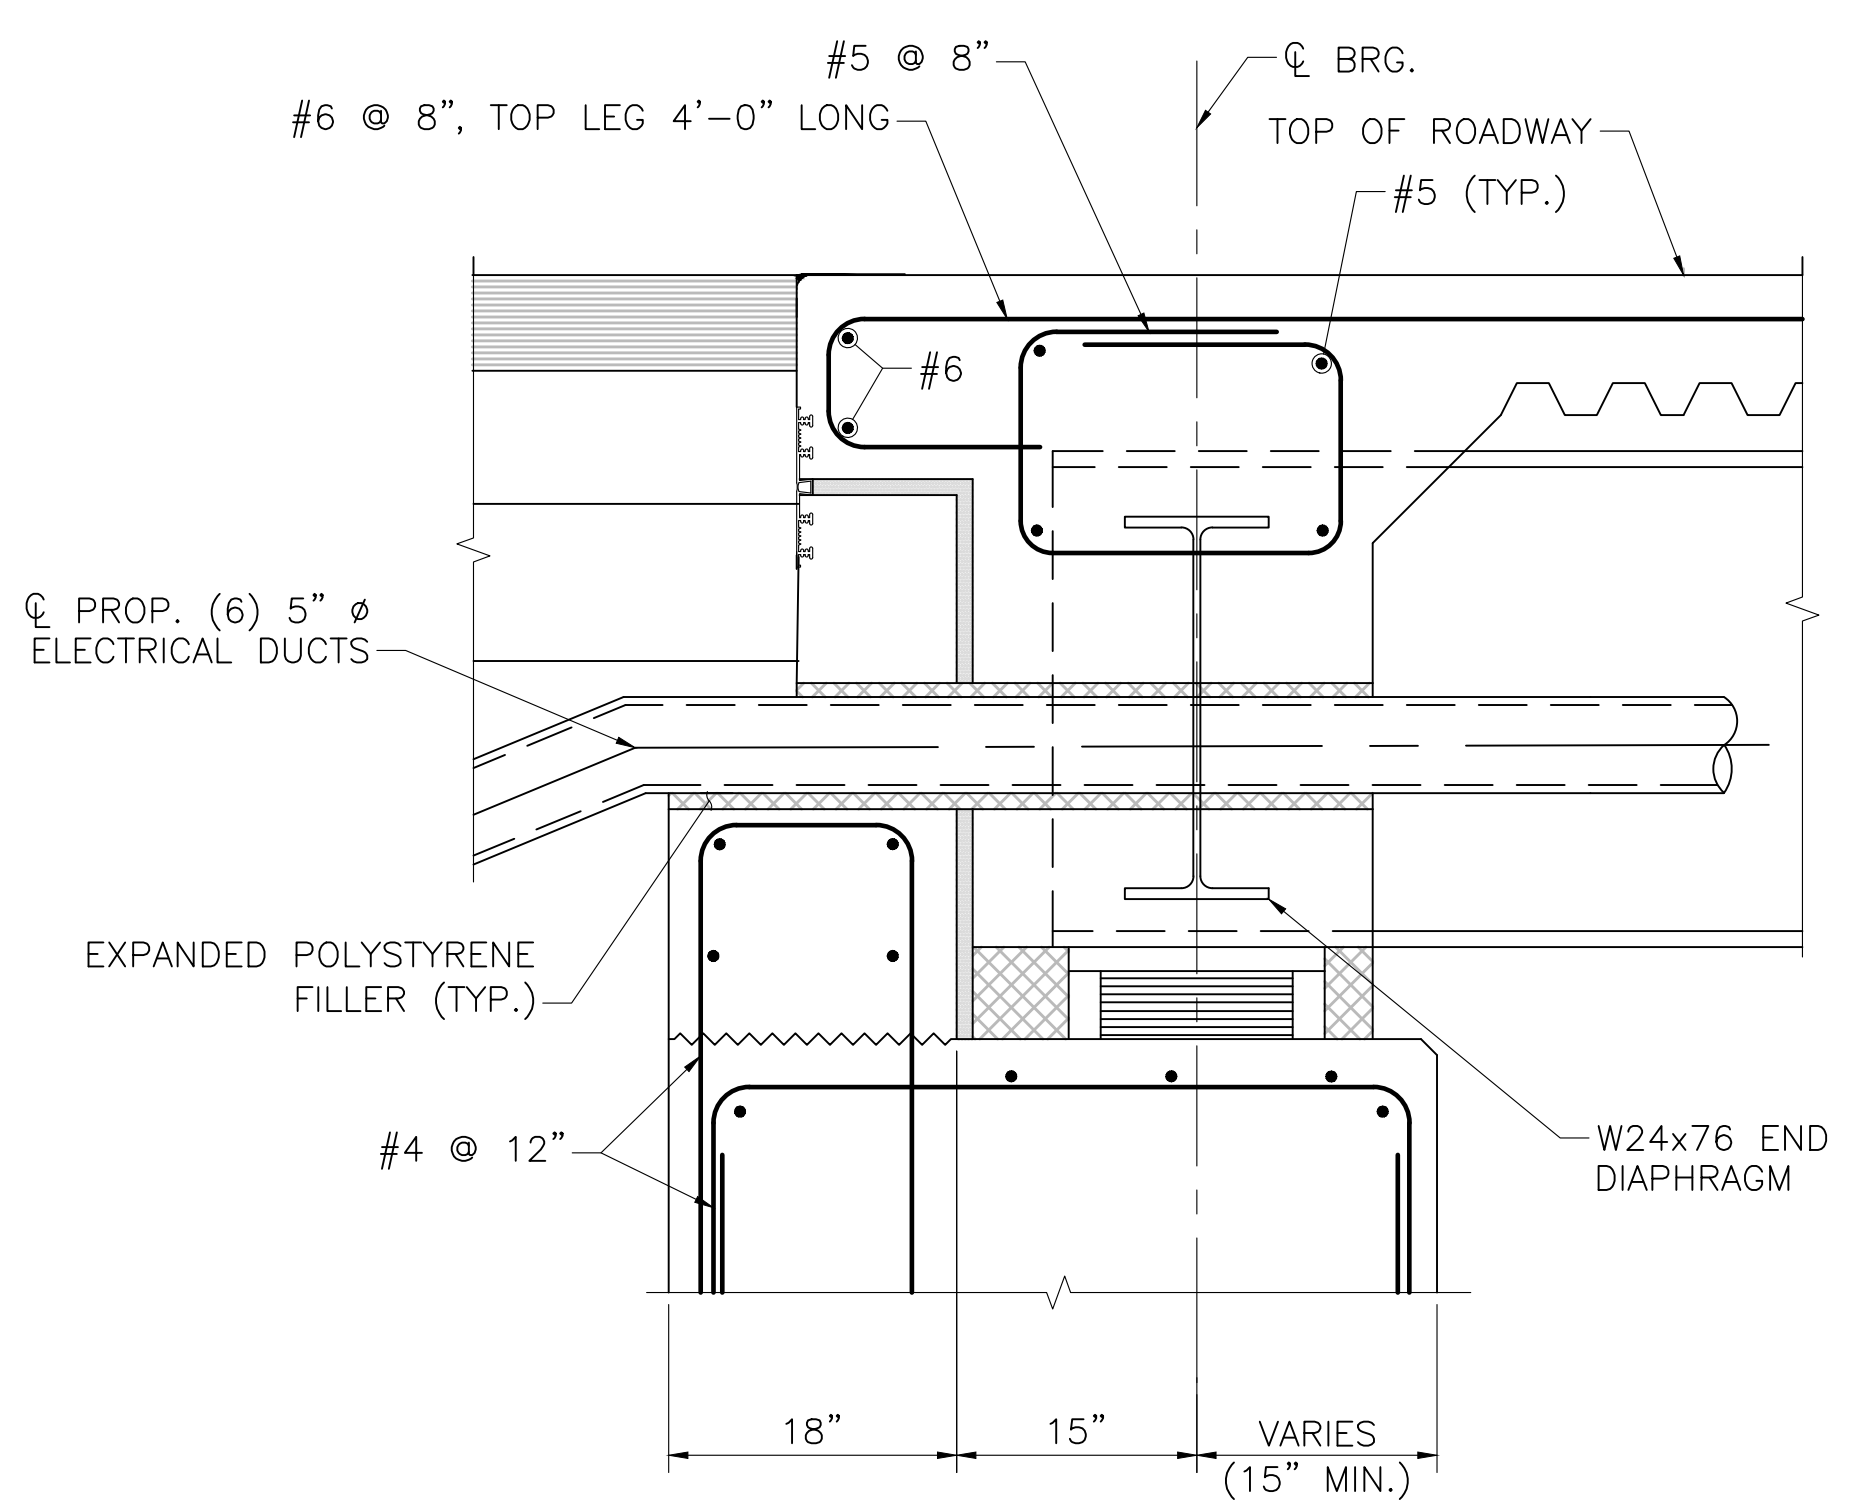 #5 @ 8”
℄ BRG.
#6 @ 8”, TOP LEG 4’–0” LONG
TOP OF ROADWAY
#5 (TYP.)
#6
℄ PROP. (6) 5” ø
ELECTRICAL DUCTS
EXPANDED POLYSTYRENE
FILLER (TYP.)
#4 @ 12”
W24x76 END
DIAPHRAGM
18”
15”
VARIES
(15” MIN.)